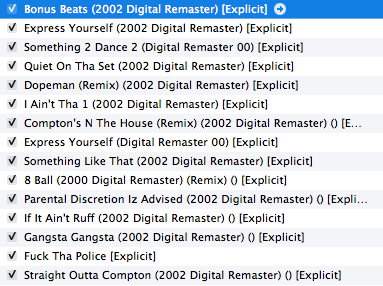 Bonus Beats (2002 Digital Remaster) [Explicit]
Express Yourself (2002 Digital Remaster) [Explicit]
Something 2 Dance 2 (Digital Remaster 00) [Explicit]
Quiet On Tha Set (2002 Digital Remaster) [Explicit]
Dopeman (Remix) (2002 Digital Remaster) [Explicit]
I Ain't Tha 1 (2002 Digital Remaster) [Explicit]
Compton's N The House (Remix) (2002 Digital Remaster) () [E...
Express Yourself (Digital Remaster 00) [Explicit]
Something Like That (2002 Digital Remaster) [Explicit]
8 Ball (2000 Digital Remaster) (Remix) () [Explicit]
Parental Discretion Iz Advised (2002 Digital Remaster) () [Expli...
If It Ain't Ruff (2002 Digital Remaster) () [Explicit]
Gangsta Gangsta (2002 Digital Remaster) () [Explicit]
Fuck Tha Police [Explicit]
Straight Outta Compton (2002 Digital Remaster) () [Explicit]